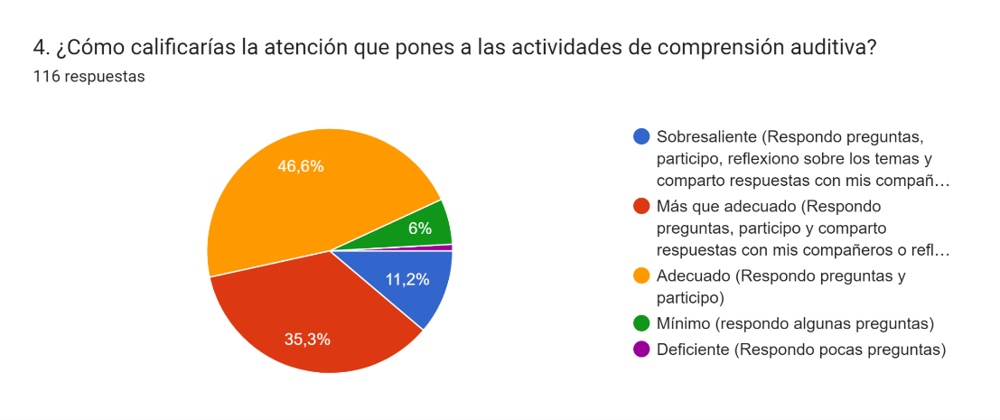 4. ¿Cómo calificarías la atención que pones a las actividades de comprensión auditiva?
116 respuestas
46,6%
6%
11,2%
35,3%
Sobresaliente (Respondo preguntas,
participo, reflexiono sobre los temas y
comparto respuestas con mis compañ…
Más que adecuado (Respondo
preguntas, participo y comparto
respuestas con mis compañeros o refl…
Adecuado (Respondo preguntas y
participo)
Mínimo (respondo algunas preguntas)
Deficiente (Respondo pocas preguntas)